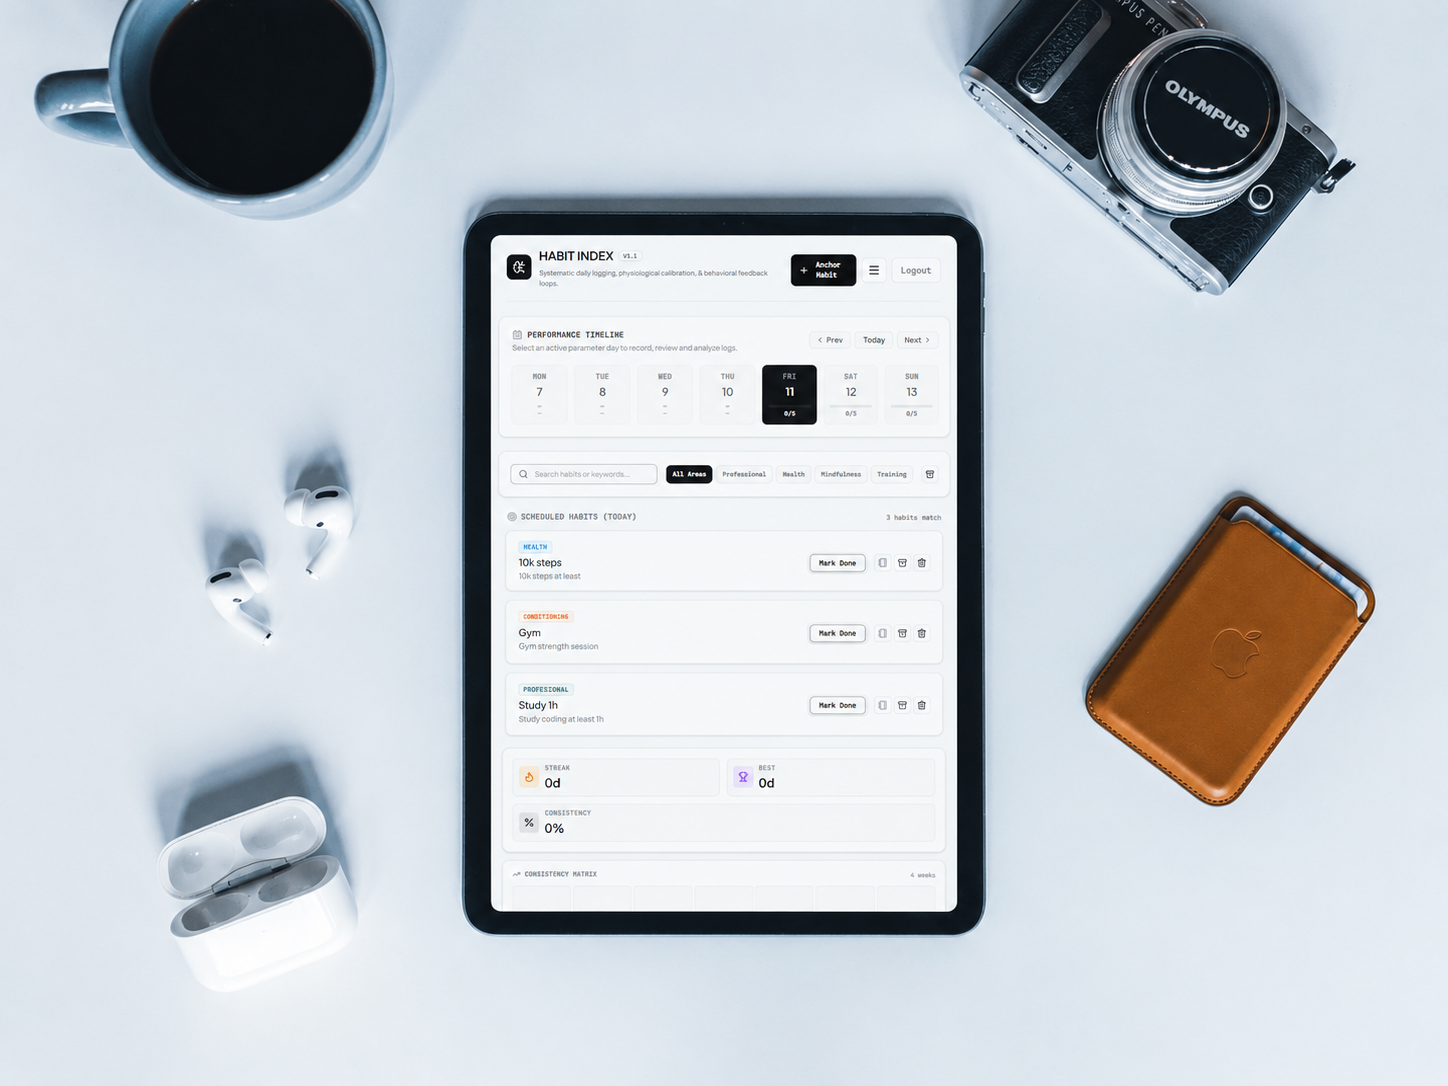 OLYMPUS PEN
OLYMPUS
HABIT INDEX V1.1
Systematic daily logging, physiological calibration, & behavioral feedback
loops.
+ Anchor
Habit
Logout
PERFORMANCE TIMELINE
Select an active parameter day to record, review and analyze logs.
Prev
Today
Next
MON TUE WED THU FRI SAT SUN
7 8 9 10 11 12 13
– – – –
– – – – 0/5 0/5 0/5
Search habits or keywords...
All Areas Professional Health Mindfulness Training
SCHEDULED HABITS (TODAY)
3 habits match
HEALTH
10k steps
10k steps at least
Mark Done
CONDITIONING
Gym
Gym strength session
Mark Done
PROFESIONAL
Study 1h
Study coding at least 1h
Mark Done
STREAK
0d
BEST
0d
CONSISTENCY
0%
CONSISTENCY MATRIX
4 weeks